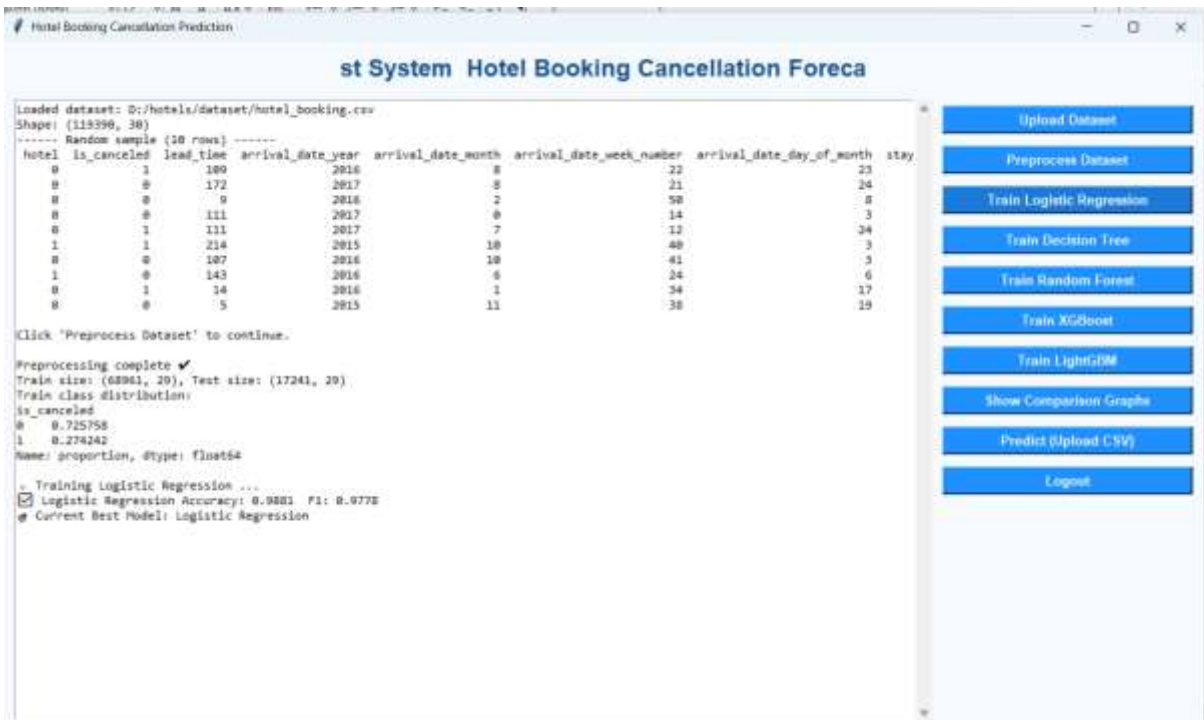 Hotel Booking Cancellation Prediction
st System Hotel Booking Cancellation Foreca
Loaded dataset: D:/hotels/dataset/hotel_booking.csv
Shape: (119390, 30)
------ Random sample (10 rows) ------
hotel is_canceled lead_time arrival_date_year arrival_date_month arrival_date_week_number arrival_date_day_of_month stay
0 1 109 2016 8 22 23
0 0 172 2017 8 21 24
0 0 9 2016 2 50 8
0 0 111 2017 0 14 3
0 1 111 2017 7 12 24
1 1 214 2015 10 40 3
0 0 107 2016 10 41 3
1 0 143 2016 6 24 6
0 1 14 2016 1 34 17
0 0 5 2015 11 38 19
Click 'Preprocess Dataset' to continue.
Preprocessing complete ✔
Train size: (68961, 29), Test size: (17241, 29)
Train class distribution:
is_canceled
0 0.725758
1 0.274242
Name: proportion, dtype: float64
Training Logistic Regression ...
Logistic Regression Accuracy: 0.9881 F1: 0.9778
Current Best Model: Logistic Regression
Upload Dataset
Preprocess Dataset
Train Logistic Regression
Train Decision Tree
Train Random Forest
Train XGBoost
Train LightGBM
Show Comparison Graphs
Predict (Upload CSV)
Logout